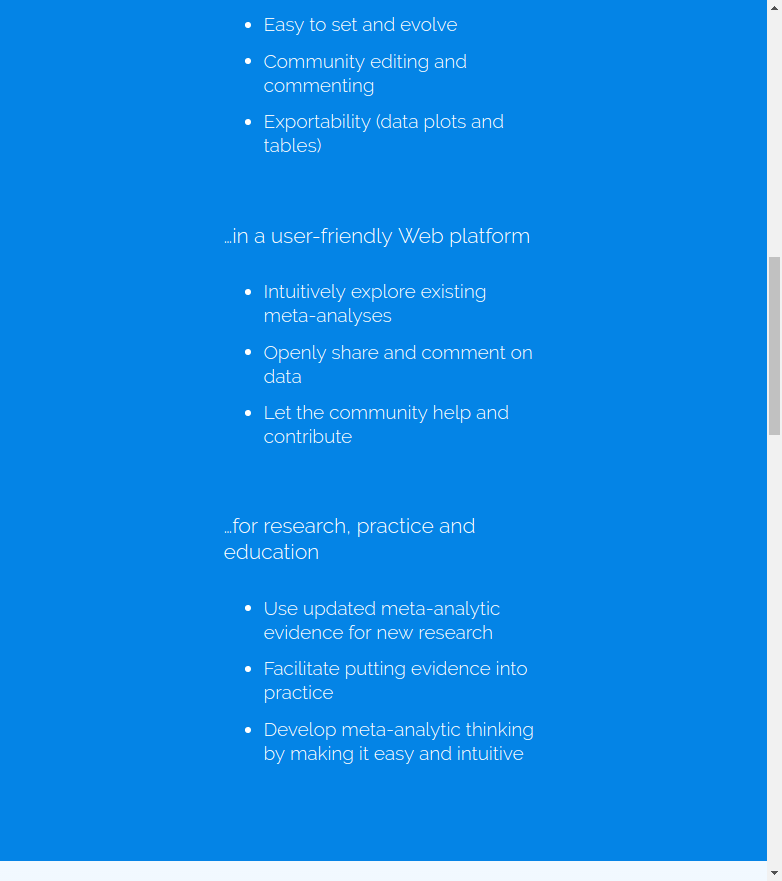 Easy to set and evolve
Community editing and
commenting
Exportability (data plots and
tables)
…in a user-friendly Web platform
Intuitively explore existing
meta-analyses
Openly share and comment on
data
Let the community help and
contribute
…for research, practice and
education
Use updated meta-analytic
evidence for new research
Facilitate putting evidence into
practice
Develop meta-analytic thinking
by making it easy and intuitive